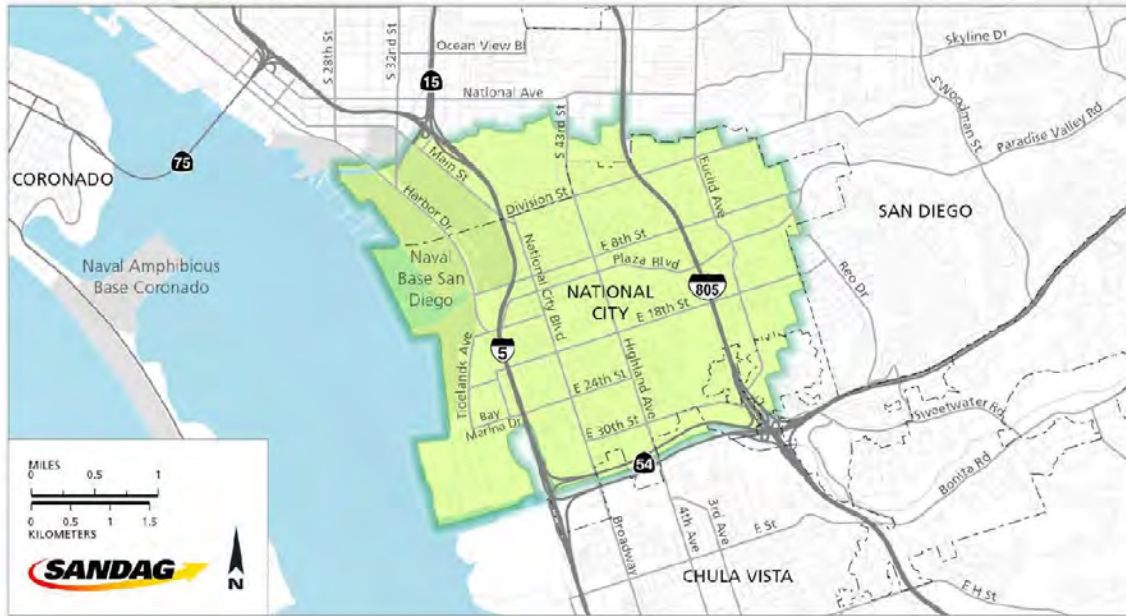 Skyline Dr
S 28th St
S 32nd St
Ocean View Bl
15
National Ave
S 43rd St
S Woodman St
Paradise Valley Rd
75
CORONADO
Main St
Euclid Ave
Harbor Dr
Division St
SAN DIEGO
E 8th St
Naval Amphibious
Base Coronado
Naval
Base San
Diego
National City Blvd
Plaza Blvd
Reo Dr
805
NATIONAL
CITY
E 18th St
5
Tidelands Ave
Highland Ave
E 24th St
Bay
Marina Dr
E 30th St
Sweetwater Rd
Bonita Rd
54
MILES
0 0.5 1
0 0.5 1 1.5
KILOMETERS
SANDAG
N
Broadway
4th Ave
3rd Ave
F St
CHULA VISTA
E H St